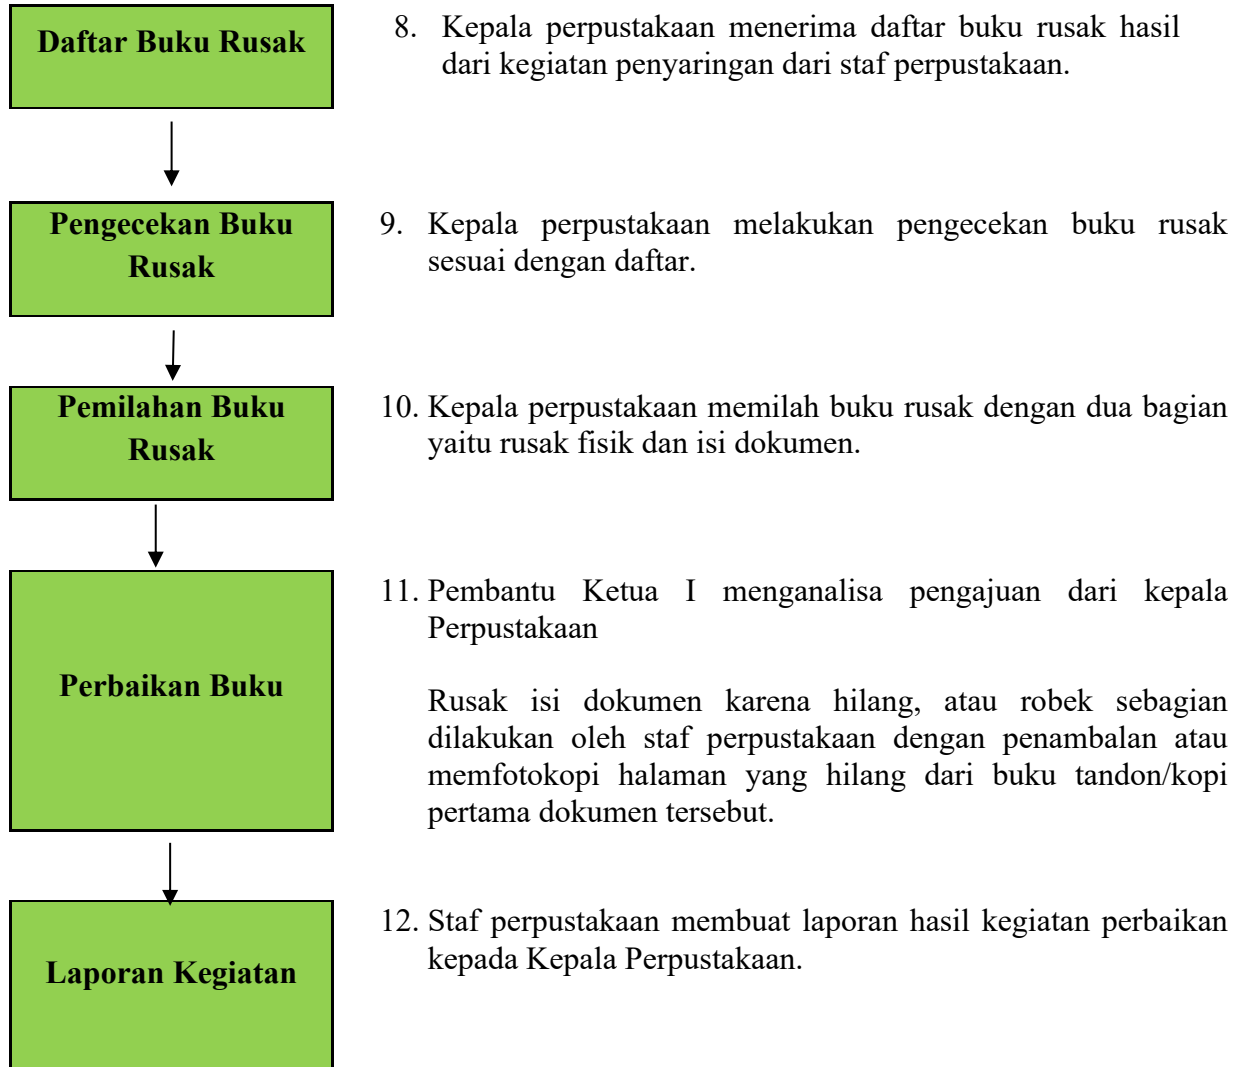 Daftar Buku Rusak
8. Kepala perpustakaan menerima daftar buku rusak hasil
dari kegiatan penyaringan dari staf perpustakaan.
Pengecekan Buku
Rusak
9. Kepala perpustakaan melakukan pengecekan buku rusak
sesuai dengan daftar.
Pemilahan Buku
Rusak
10. Kepala perpustakaan memilah buku rusak dengan dua bagian
yaitu rusak fisik dan isi dokumen.
Perbaikan Buku
11. Pembantu Ketua I menganalisa pengajuan dari kepala
Perpustakaan
Rusak isi dokumen karena hilang, atau robek sebagian
dilakukan oleh staf perpustakaan dengan penambalan atau
memfotokopi halaman yang hilang dari buku tandon/kopi
pertama dokumen tersebut.
Laporan Kegiatan
12. Staf perpustakaan membuat laporan hasil kegiatan perbaikan
kepada Kepala Perpustakaan.